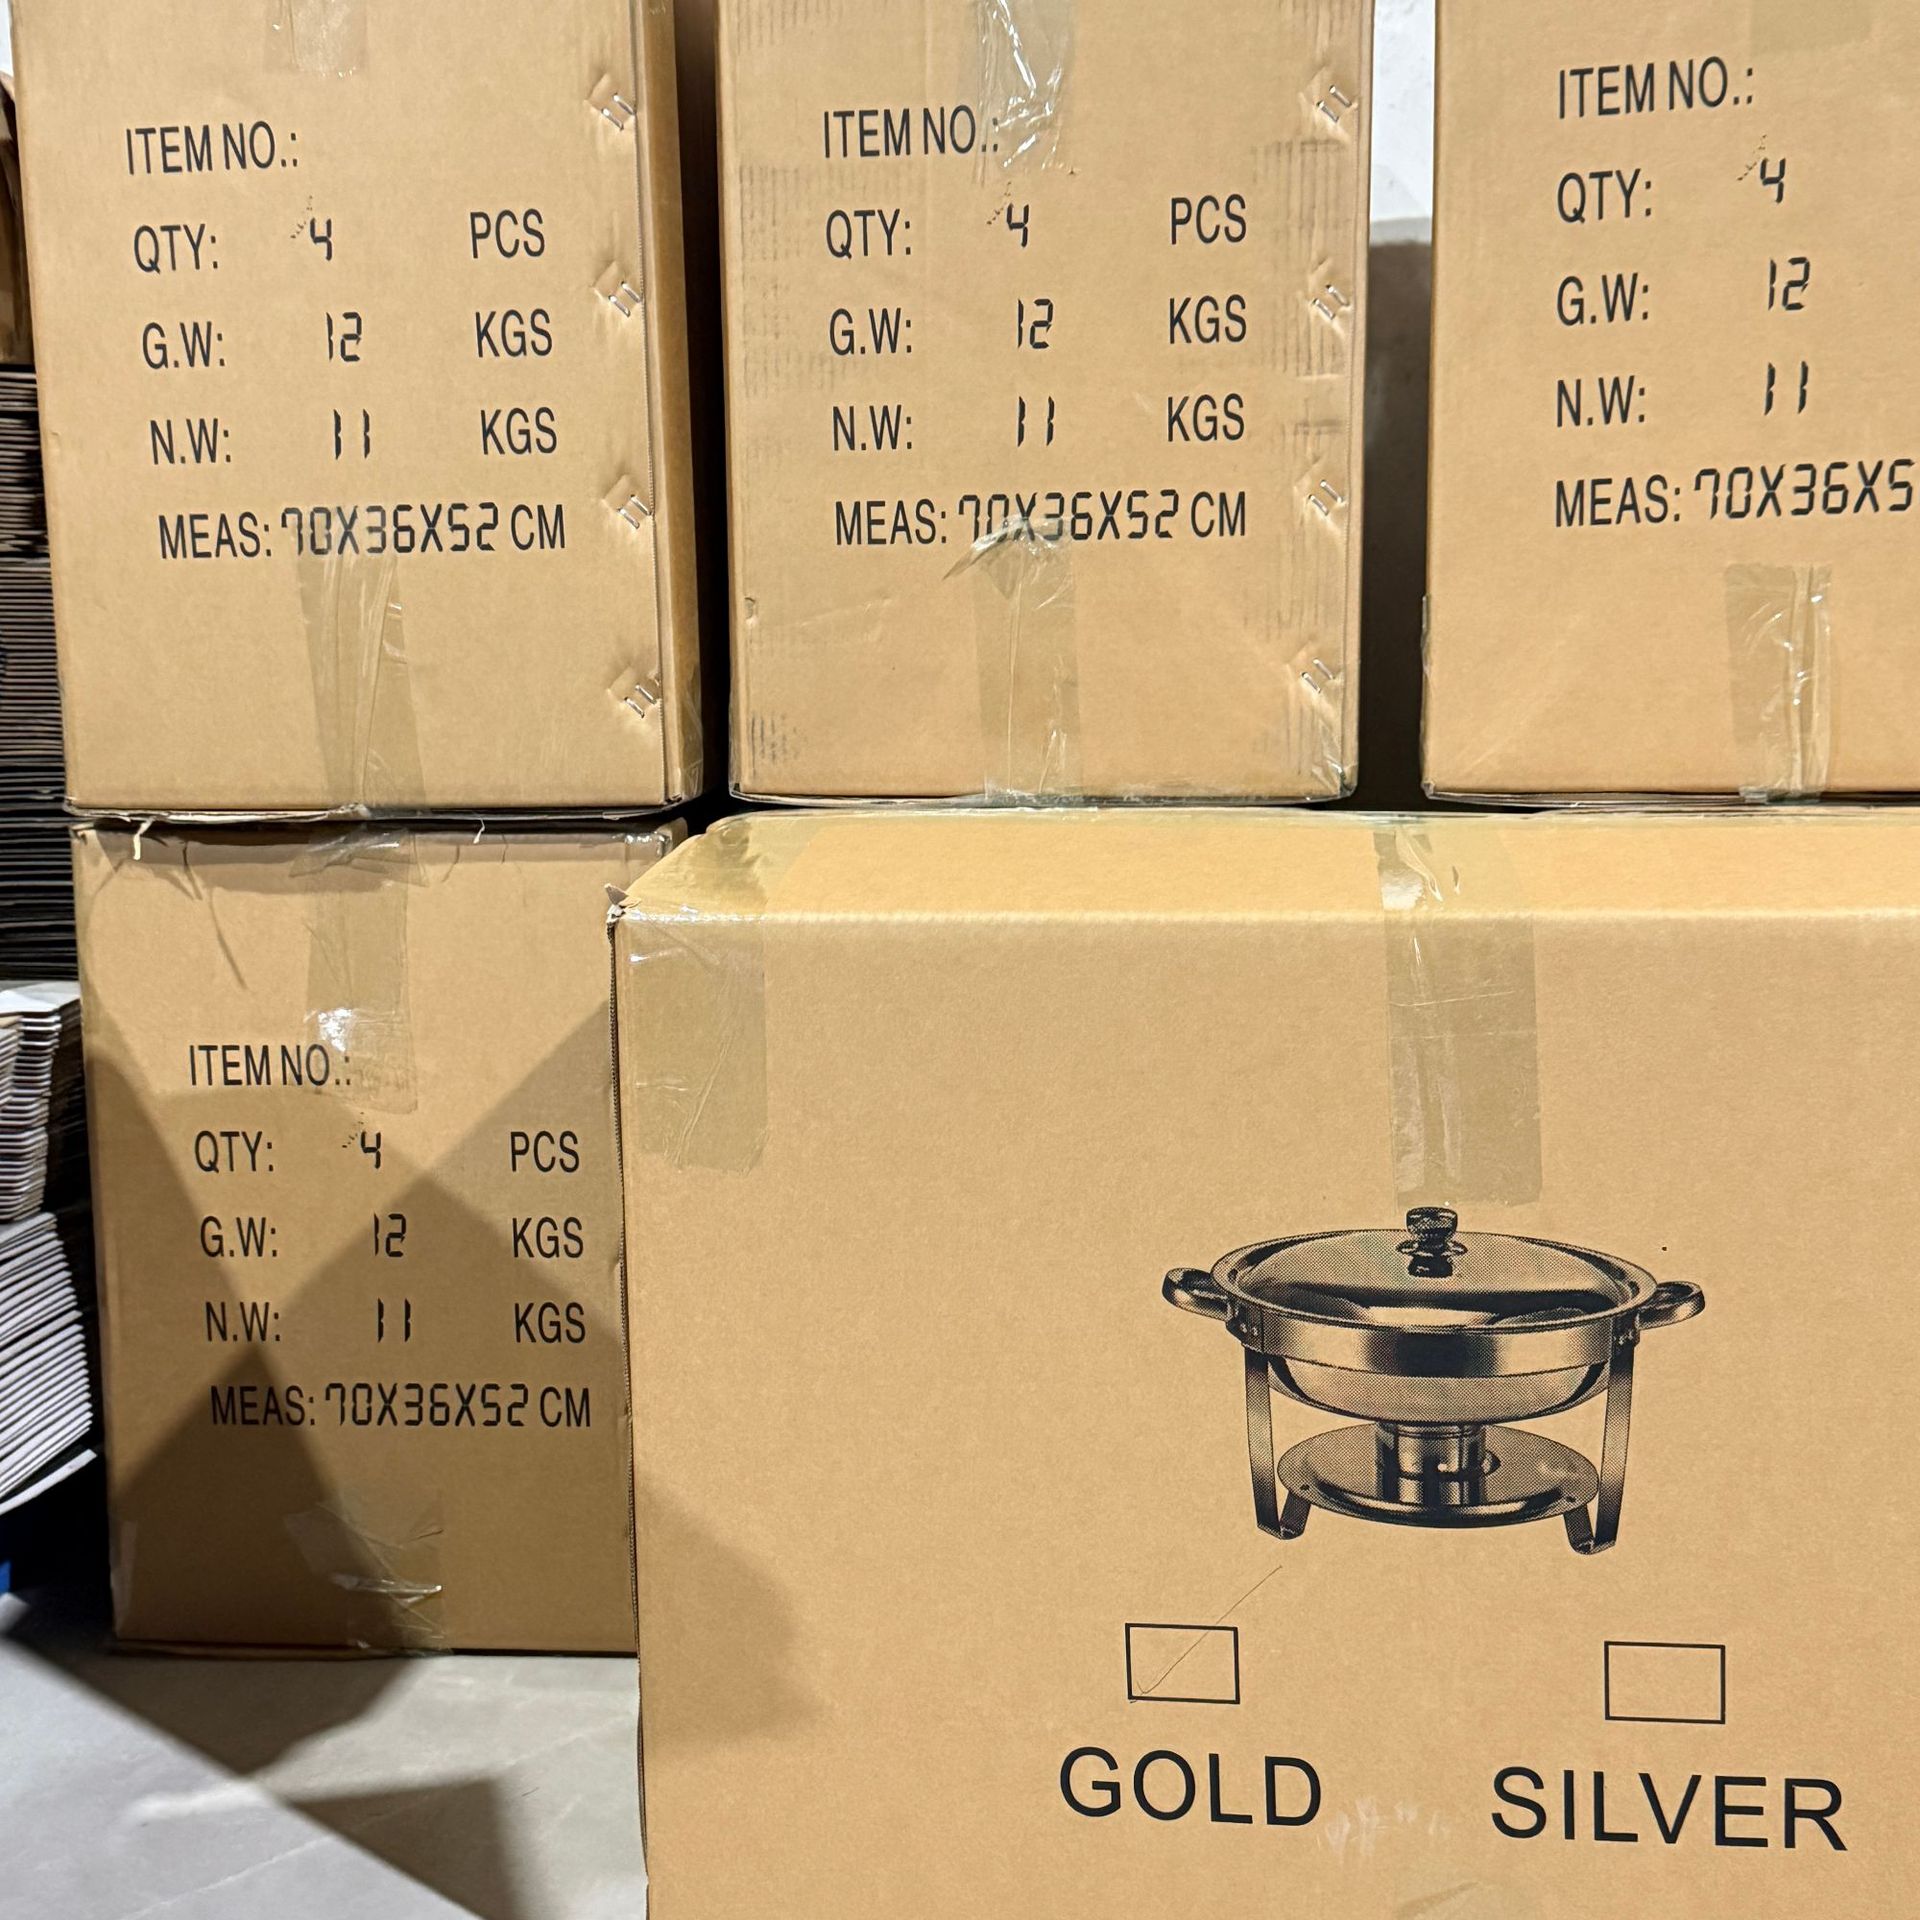 ITEM NO.:
QTY: 4 PCS
G.W: 12 KGS
N.W: 11 KGS
MEAS: 70X36X52 CM
ITEM NO.:
QTY: 4 PCS
G.W: 12 KGS
N.W: 11 KGS
MEAS: 70X36X52 CM
ITEM NO.:
QTY: 4
G.W: 12
N.W: 11
MEAS: 70X36X5
ITEM NO.:
QTY: 4 PCS
G.W: 12 KGS
N.W: 11 KGS
MEAS: 70X36X52 CM
GOLD SILVER